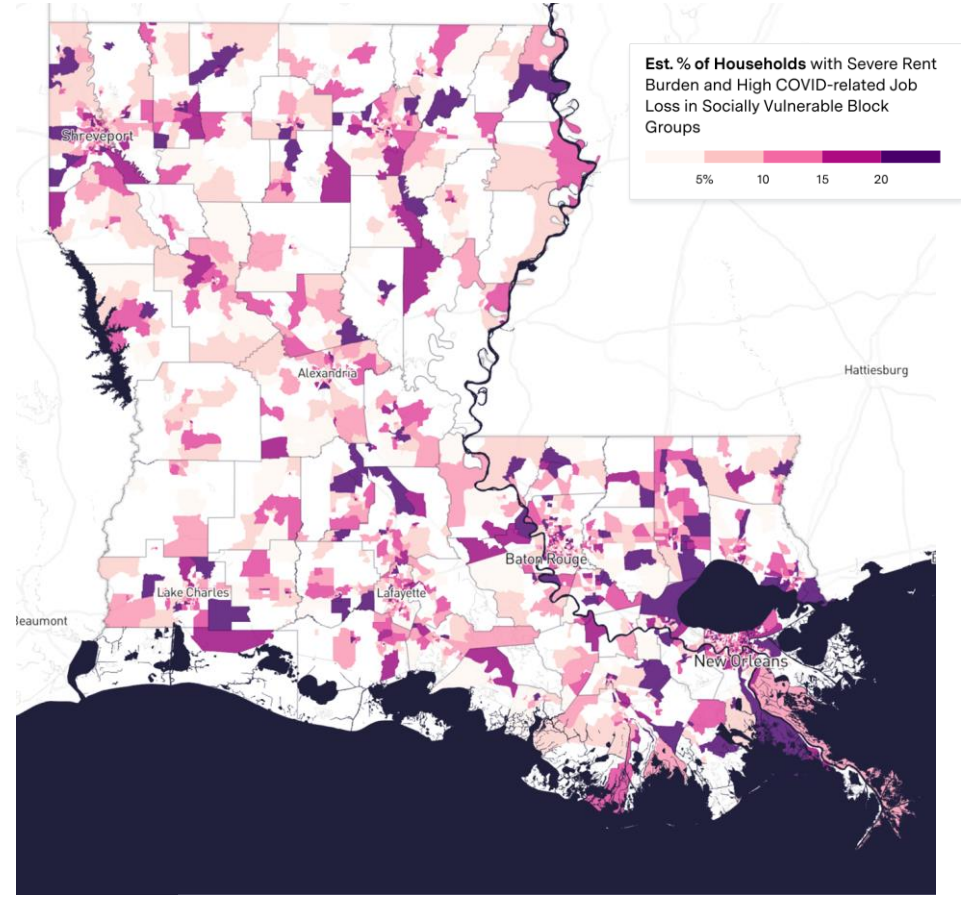 Est. % of Households with Severe Rent
Burden and High COVID-related Job
Loss in Socially Vulnerable Block
Groups
5%
10
15
20
Shreveport
Hattiesburg
Alexandria
Baton Rouge
Lake Charles
Lafayette
New Orleans